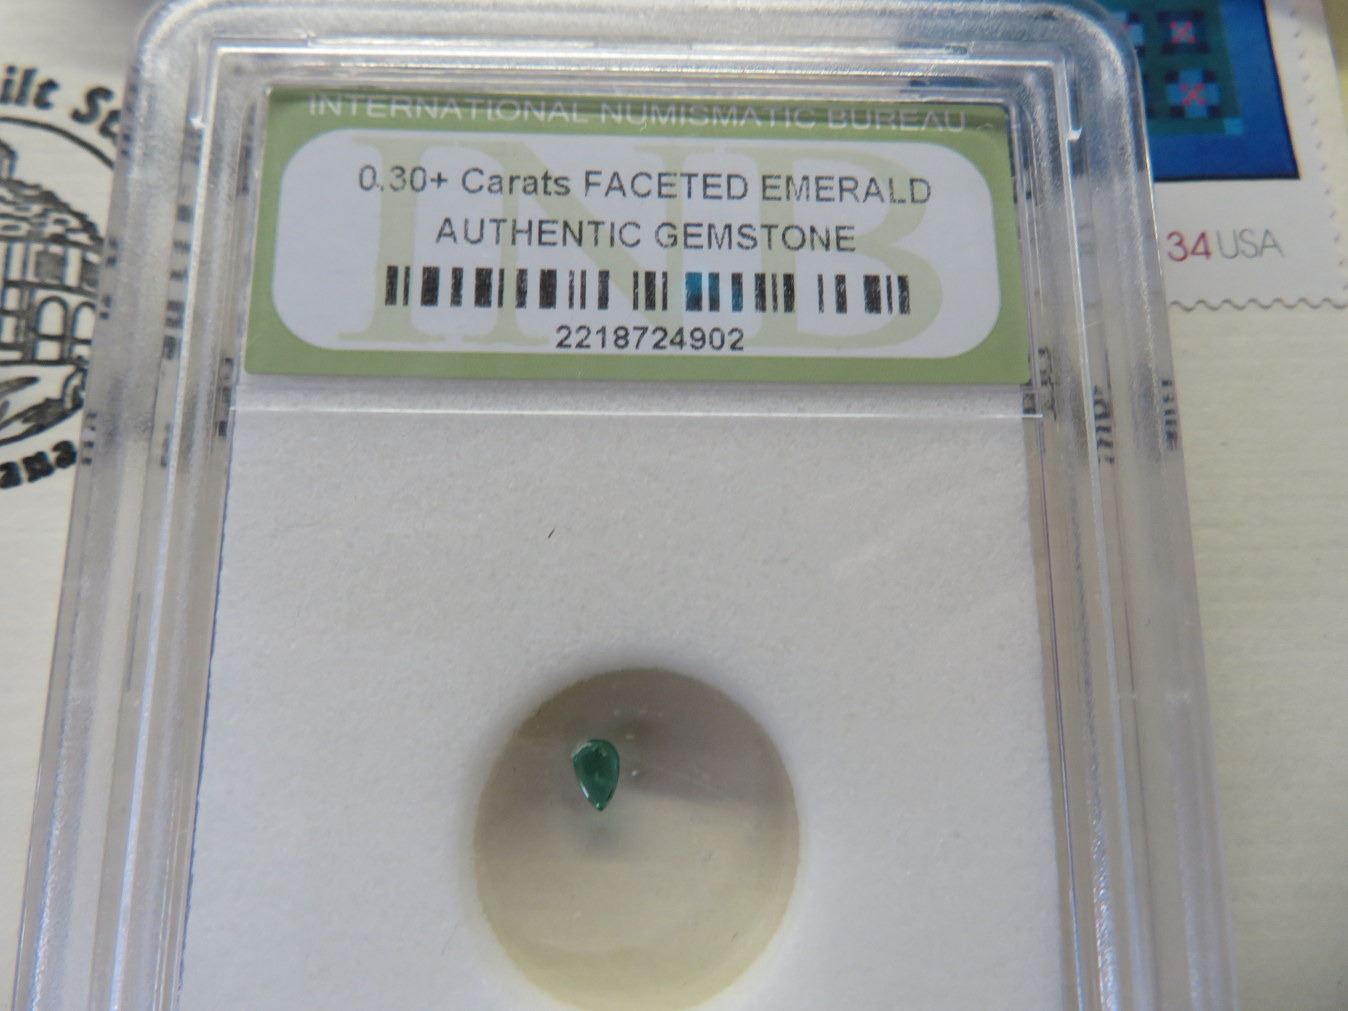 INTERNATIONAL NUMISMATIC BUREAU
INB
0.30+ Carats FACETED EMERALD
AUTHENTIC GEMSTONE
2218724902
34 USA